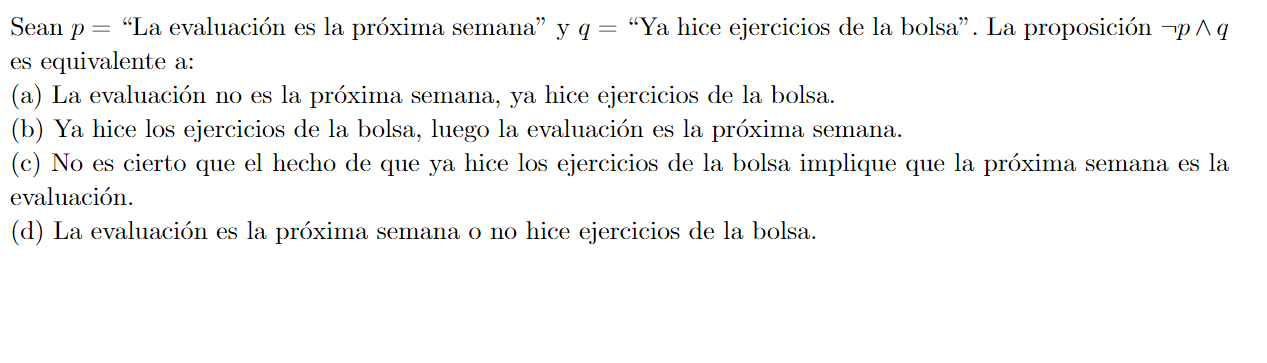 Sean p = “La evaluación es la próxima semana” y q = “Ya hice ejercicios de la bolsa”. La proposición ¬p ∧ q
es equivalente a:
(a) La evaluación no es la próxima semana, ya hice ejercicios de la bolsa.
(b) Ya hice los ejercicios de la bolsa, luego la evaluación es la próxima semana.
(c) No es cierto que el hecho de que ya hice los ejercicios de la bolsa implique que la próxima semana es la
evaluación.
(d) La evaluación es la próxima semana o no hice ejercicios de la bolsa.